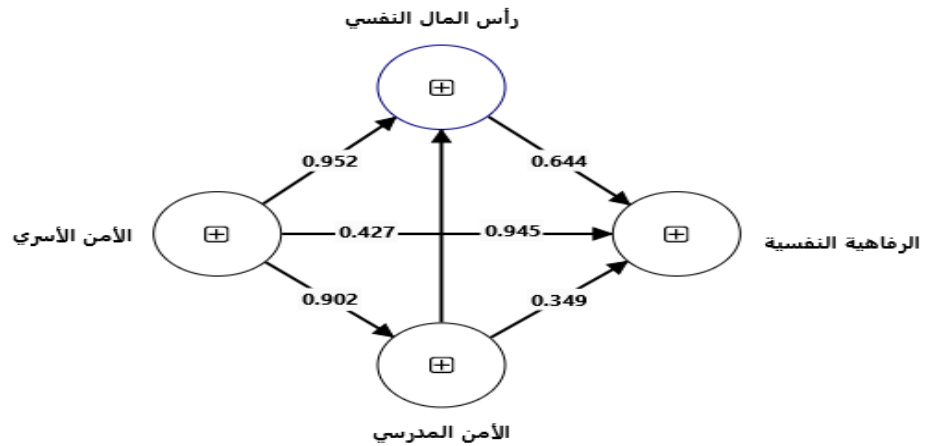 رأس المال النفسي
0.952
0.644
الأمن الأسري
0.427
0.945
الرفاهية النفسية
0.902
0.349
الأمن المدرسي